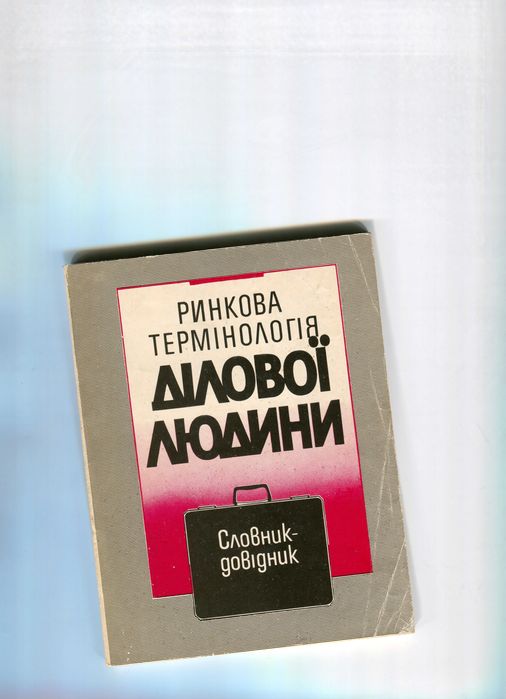 РИНКОВА
ТЕРМІНОЛОГІЯ
ДІЛОВОЇ
ЛЮДИНИ
Словник-
довідник